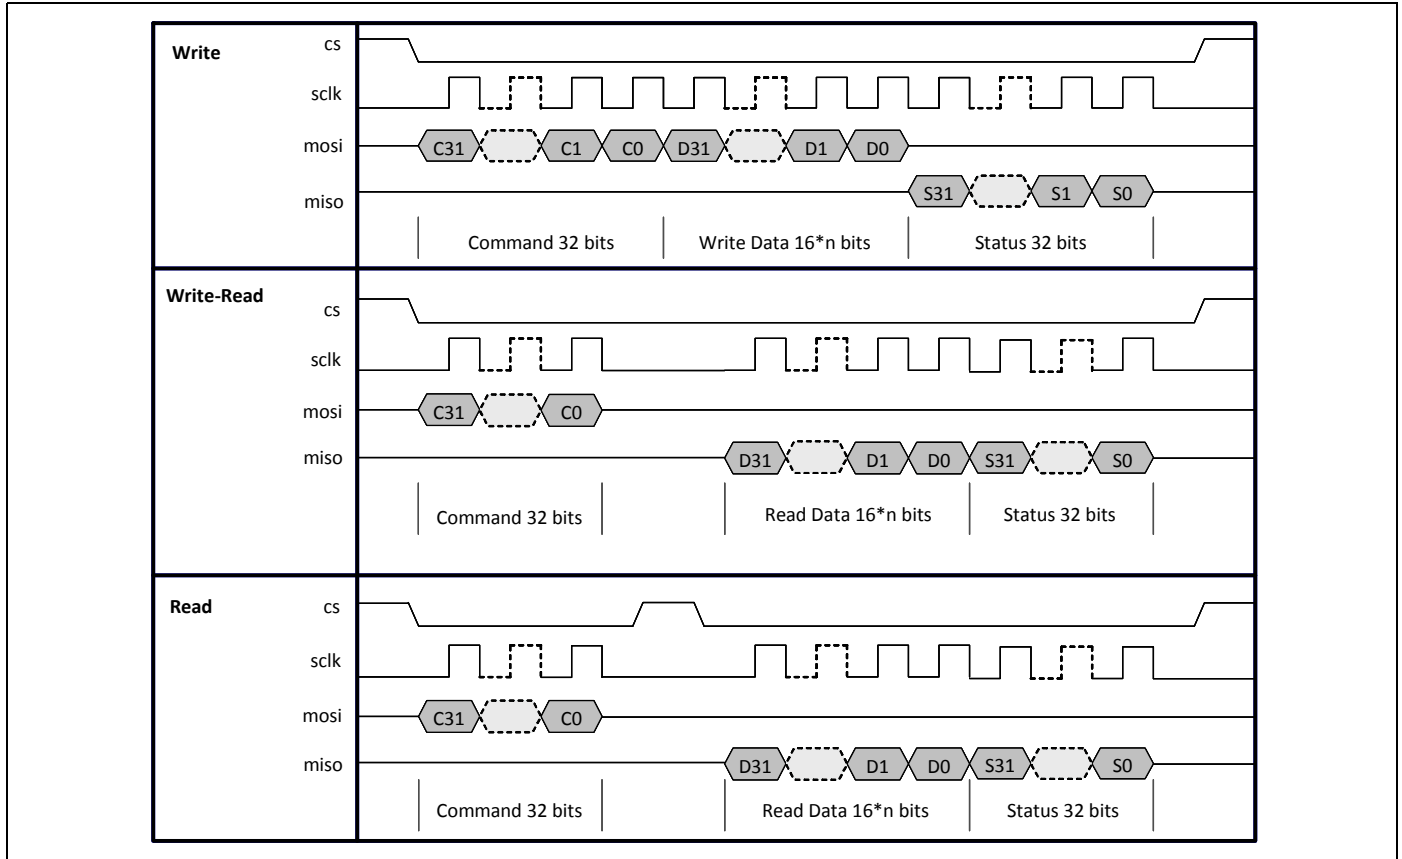 Write
cs
sclk
mosi C31 C1 C0 D31 D1 D0
miso S31 S1 S0
Command 32 bits Write Data 16*n bits Status 32 bits
Write-Read
cs
sclk
mosi C31 C0
miso D31 D1 D0 S31 S0
Command 32 bits Read Data 16*n bits Status 32 bits
Read cs
sclk
mosi C31 C0
miso D31 D1 D0 S31 S0
Command 32 bits Read Data 16*n bits Status 32 bits